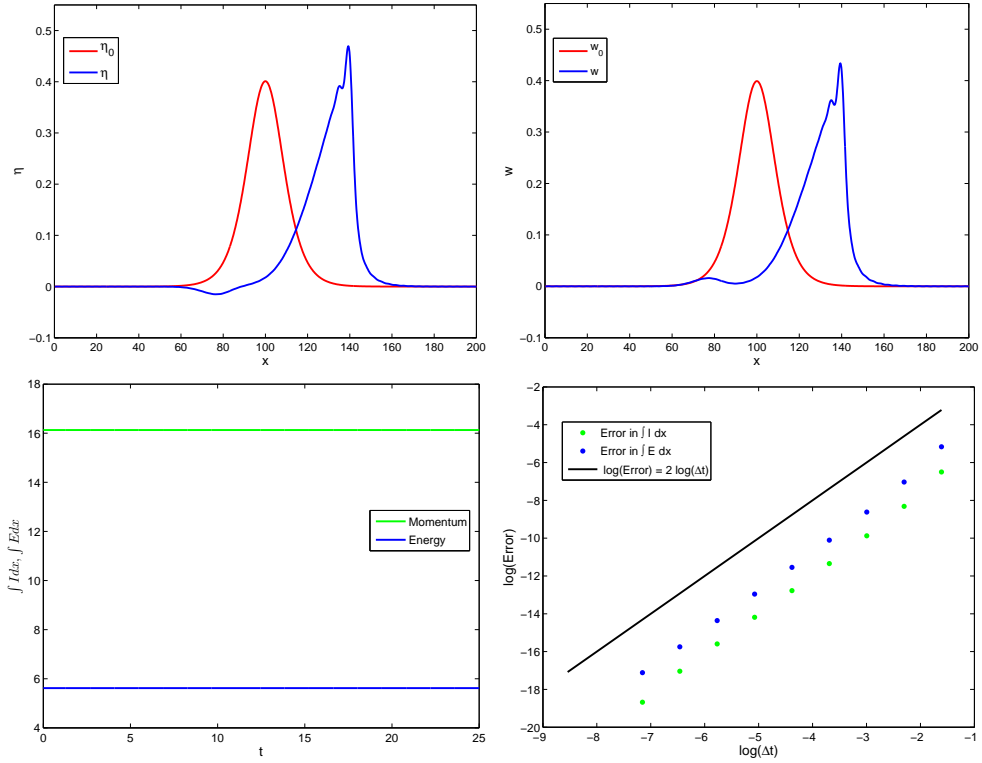 η₀
η
0.5
0.4
0.3
0.2
0.1
0
−0.1
η
0 20 40 60 80 100 120 140 160 180 200
x
w₀
w
0.5
0.4
0.3
0.2
0.1
0
−0.1
w
0 20 40 60 80 100 120 140 160 180 200
x
18
16
14
12
10
8
6
4
∫ I dx, ∫ E dx
Momentum
Energy
0 5 10 15 20 25
t
−2
−4
−6
−8
−10
−12
−14
−16
−18
−20
log(Error)
Error in ∫ I dx
Error in ∫ E dx
log(Error) = 2 log(Δt)
−9 −8 −7 −6 −5 −4 −3 −2 −1
log(Δt)